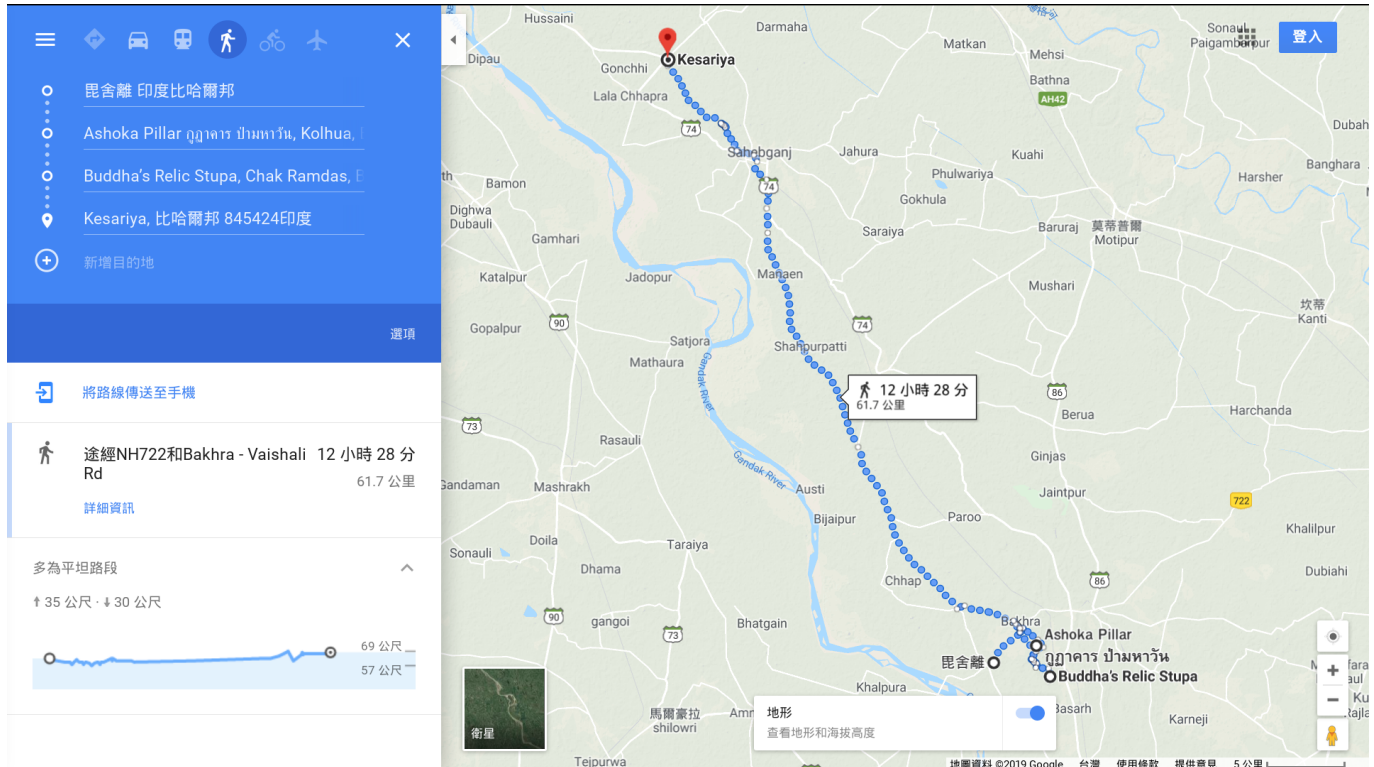 毘舍離 印度比哈爾邦
Ashoka Pillar กูฏาคาร ป่ามหาวัน, Kolhua,
Buddha's Relic Stupa, Chak Ramdas,
Kesariya, 比哈爾邦 845424印度
新增目的地
選項
將路線傳送至手機
途經NH722和Bakhra - Vaishali Rd
12 小時 28 分
61.7 公里
詳細資訊
多為平坦路段
35 公尺 · 30 公尺
69 公尺
57 公尺
登入
Hussaini
Dipau
Gonchhi
Kesariya
Darmaha
Matkan
Mehsi
Bathna
AH42
Lala Chhapra
74
Sahebganj
Jahura
Kuahi
Dubah
Banghara
Harsher
Phulwariya
Bamon
74
Gokhula
Dighwa Dubauli
Gamhari
Saraiya
Baruraj
莫蒂普爾
Motipur
Katalpur
Jadopur
Manaen
Mushari
坎蒂
Kanti
90
Gopalpur
74
Satjora
Shahpurpatti
Mathaura
Gandak River
12 小時 28 分
61.7 公里
86
Berua
Harchanda
73
Rasauli
Ginjas
Gandak River
Gandaman
Mashrakh
Austi
Jaintpur
722
Bijaipur
Paroo
Khalilpur
Doila
Sonauli
Taraiya
Dhama
Chhap
86
Dubiahi
90
gangoi
73
Bhatgain
Bakhra
Ashoka Pillar
กูฏาคาร ป่ามหาวัน
毘舍離
Buddha's Relic Stupa
Khalpura
Basarh
Karneji
馬爾豪拉
shilowri
地形
查看地形和海拔高度
衛星
Tejpurwa
地圖資料 ©2019 Google 台灣 使用條款 提供意見 5 公里